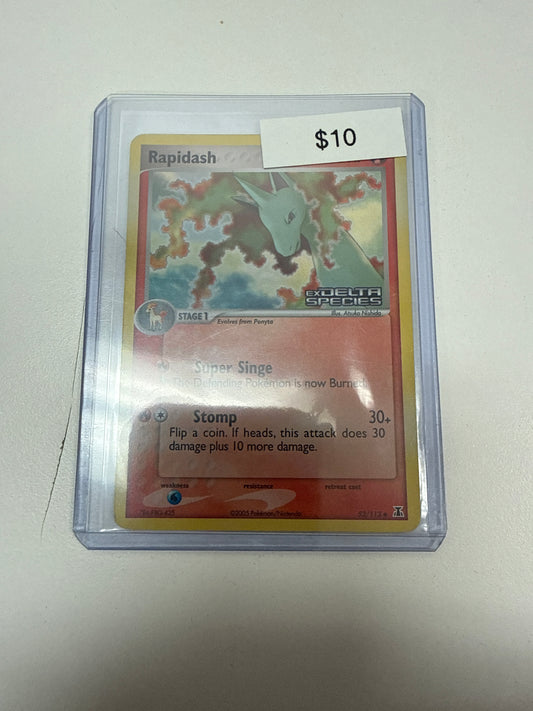 $10
Rapidash
EX DELTA
SPECIES
Illus. Atsuko Nishida
STAGE 1
Evolves from Ponyta
Super Singe
The Defending Pokémon is now Burned.
Stomp 30+
Flip a coin. If heads, this attack does 30
damage plus 10 more damage.
weakness resistance retreat cost
©2005 Pokémon/Nintendo
52/113